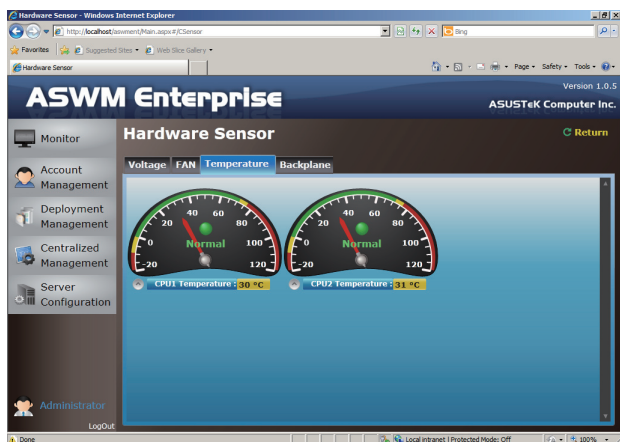 Hardware Sensor - Windows Internet Explorer
http://localhost/aswment/Main.aspx#/CSensor
Bing
Favorites Suggested Sites Web Slice Gallery
Hardware Sensor
Page Safety Tools
Version 1.0.5
ASWM Enterprise
ASUSTeK Computer Inc.
Monitor
Account Management
Deployment Management
Centralized Management
Server Configuration
Administrator
LogOut
Hardware Sensor
Return
Voltage FAN Temperature Backplane
-20 0 20 40 60 80 100 120
Normal
CPU1 Temperature : 30 °C
-20 0 20 40 60 80 100 120
Normal
CPU2 Temperature : 31 °C
Done
Local intranet | Protected Mode: Off
100%